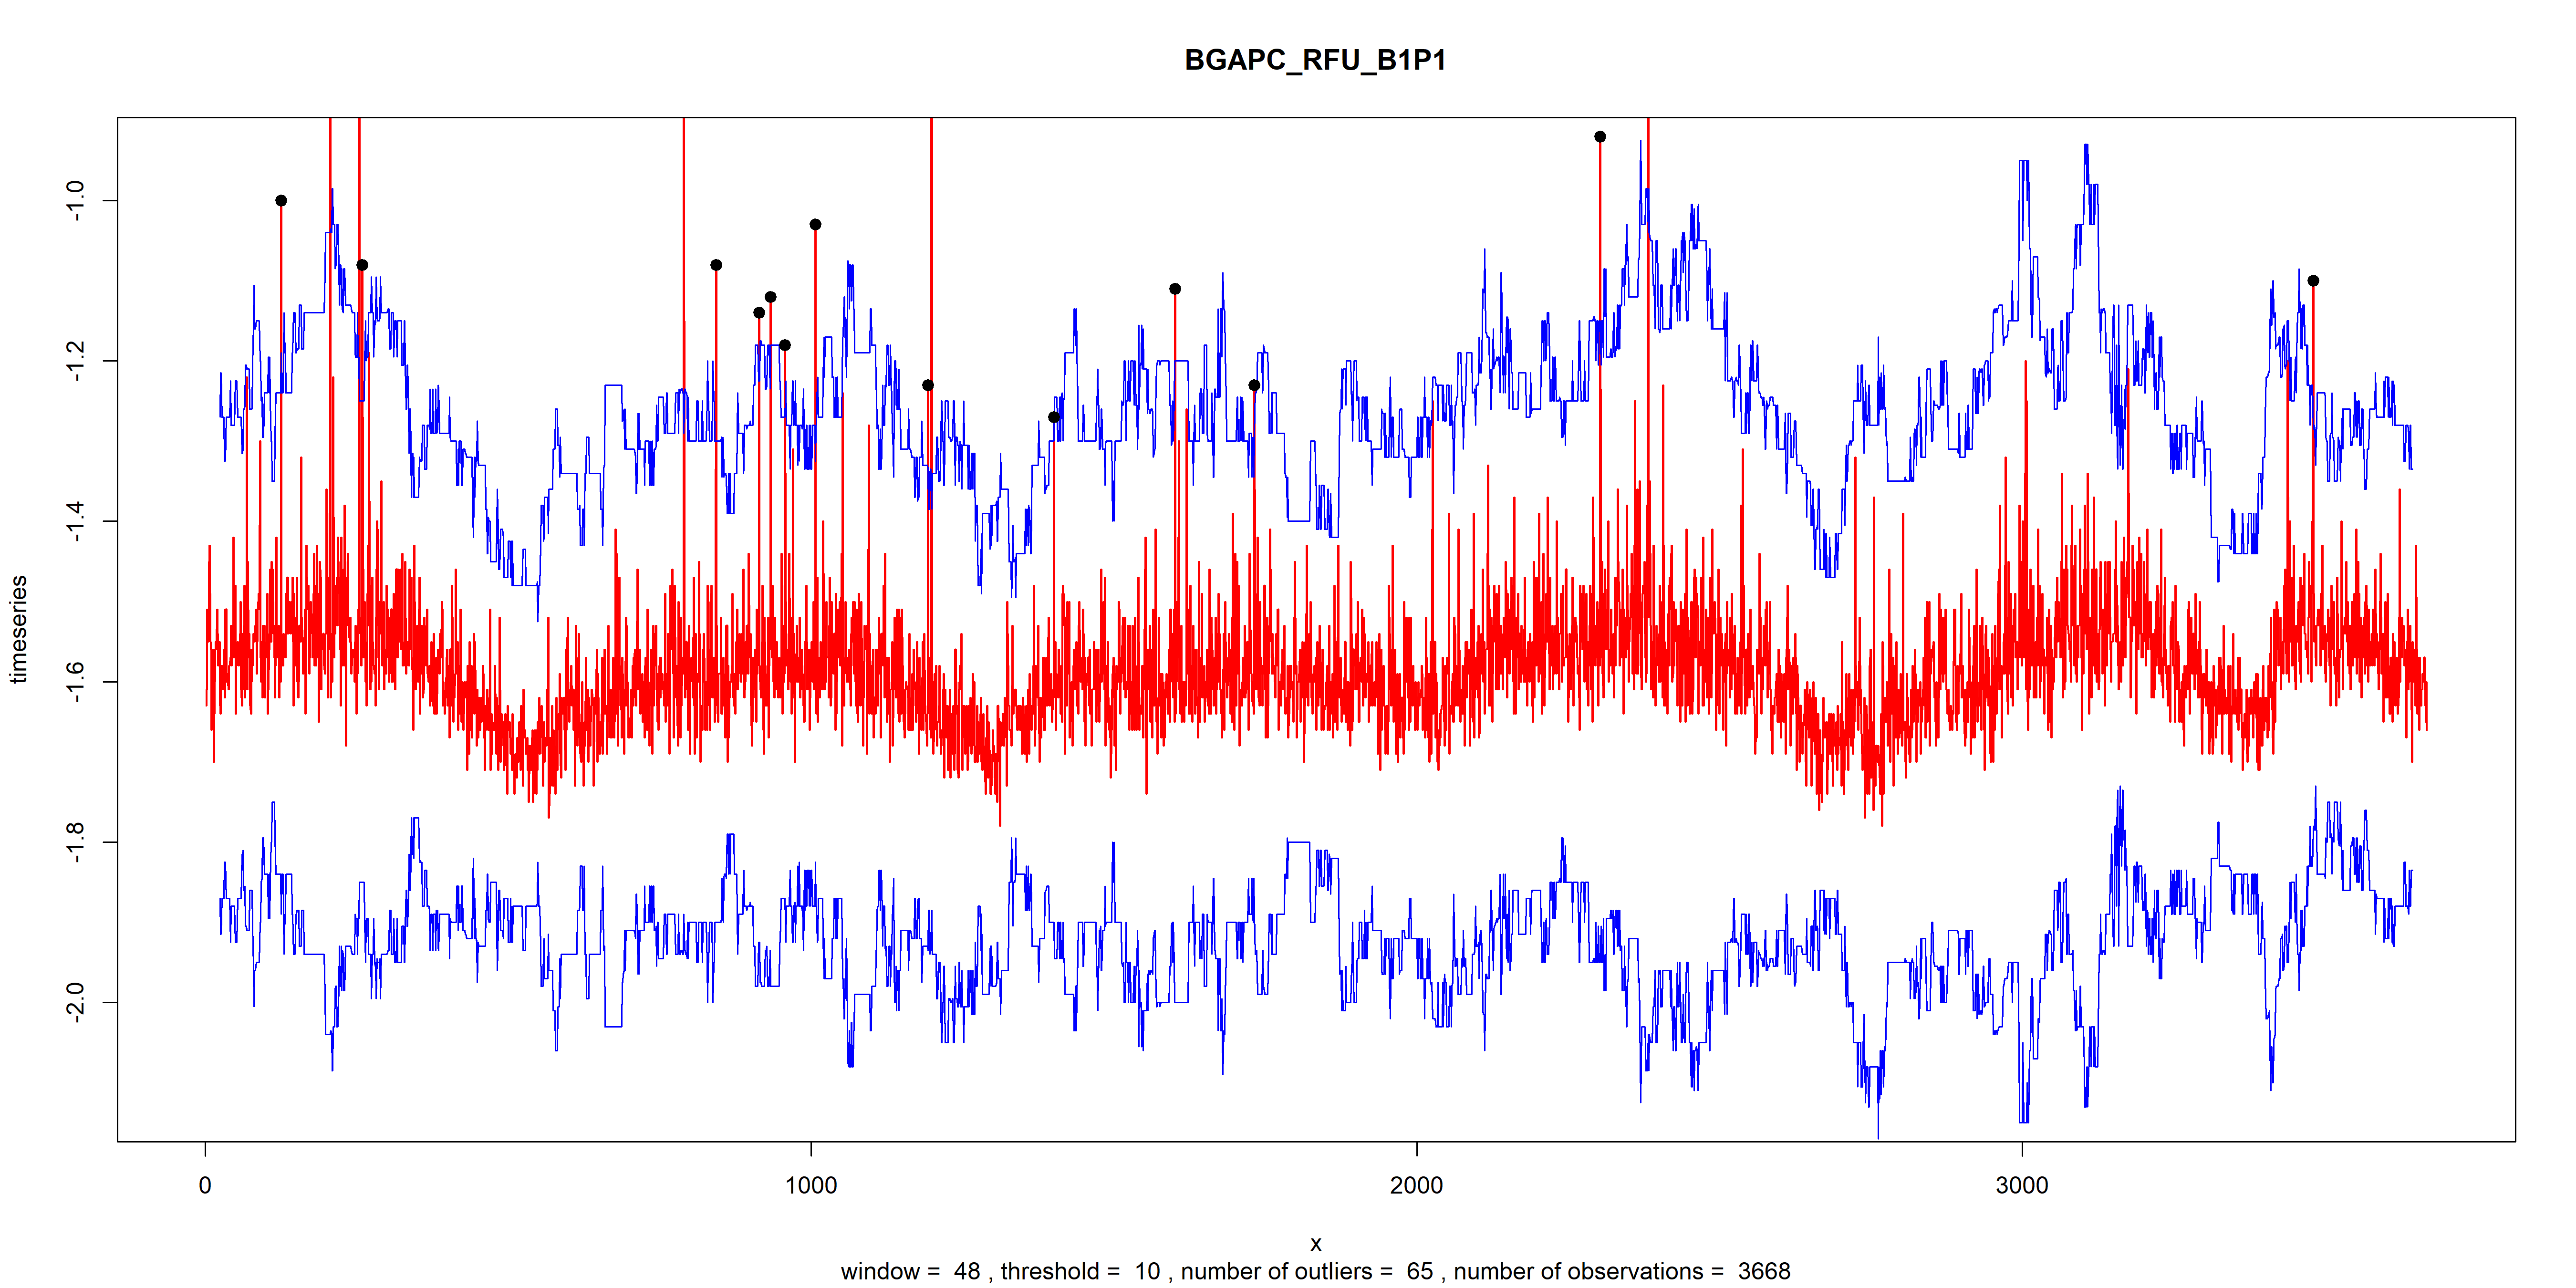 BGAPC_RFU_B1P1
timeseries
-1.0
-1.2
-1.4
-1.6
-1.8
-2.0
0 1000 2000 3000
x
window = 48 , threshold = 10 , number of outliers = 65 , number of observations = 3668